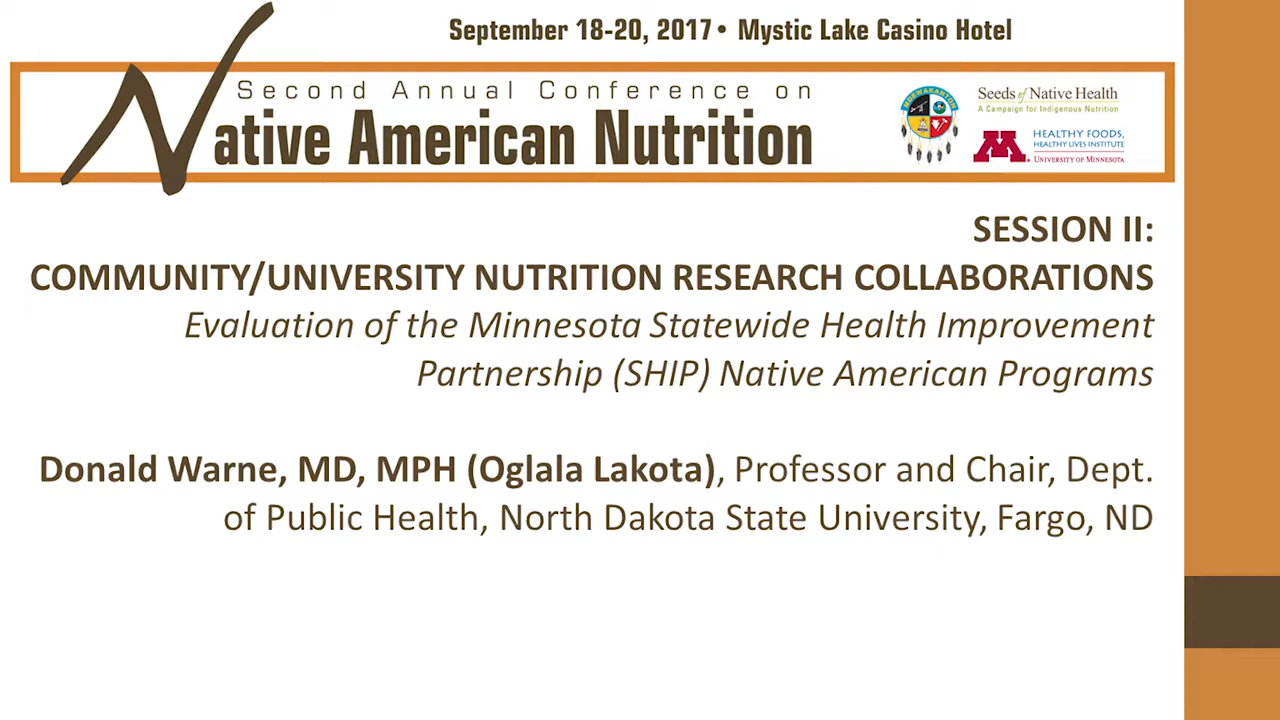 September 18-20, 2017• Mystic Lake Casino Hotel
Second Annual Conference on
Native American Nutrition
MDEWAKANTON
Seeds of Native Health
A Campaign for Indigenous Nutrition
M
HEALTHY FOODS,
HEALTHY LIVES INSTITUTE
UNIVERSITY OF MINNESOTA
SESSION II:
COMMUNITY/UNIVERSITY NUTRITION RESEARCH COLLABORATIONS
Evaluation of the Minnesota Statewide Health Improvement
Partnership (SHIP) Native American Programs
Donald Warne, MD, MPH (Oglala Lakota), Professor and Chair, Dept.
of Public Health, North Dakota State University, Fargo, ND